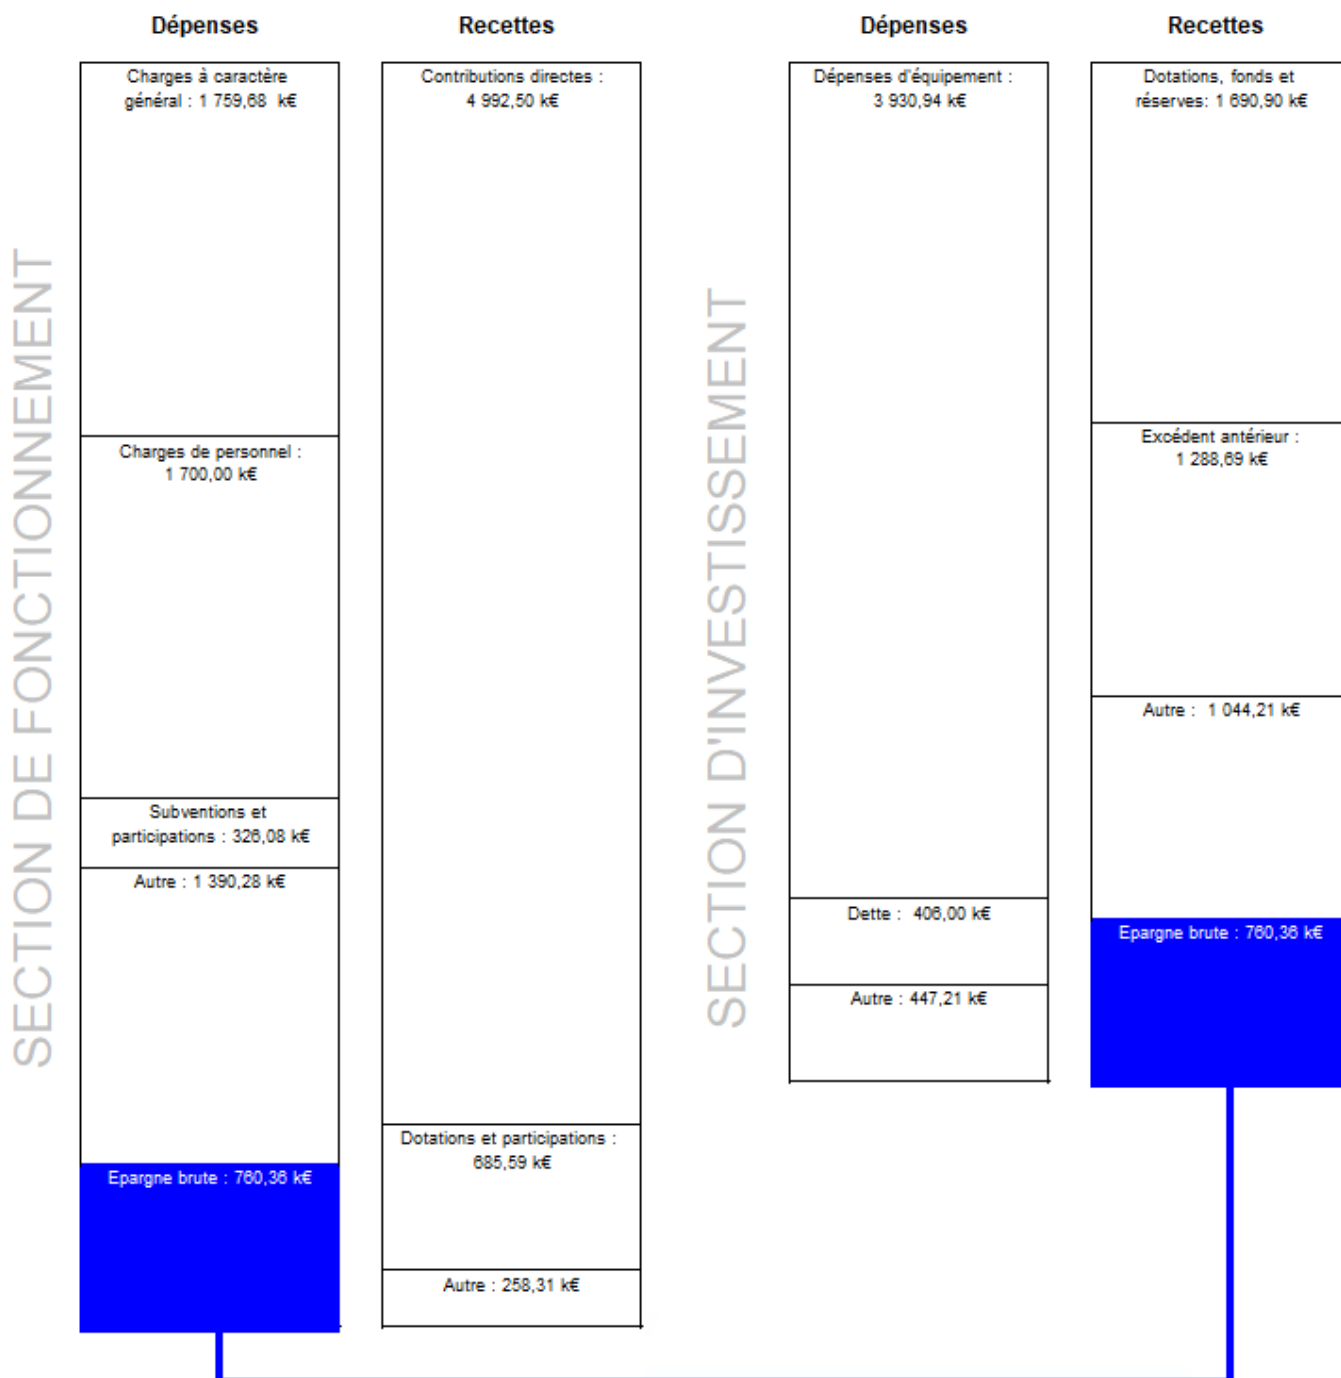 Dépenses
Recettes
SECTION DE FONCTIONNEMENT
Charges à caractère
général : 1 759,68 k€
Charges de personnel :
1 700,00 k€
Subventions et
participations : 326,08 k€
Autre : 1 390,28 k€
Epargne brute : 760,36 k€
Contributions directes :
4 992,50 k€
Dotations et participations :
685,59 k€
Autre : 258,31 k€
Dépenses
Recettes
SECTION D'INVESTISSEMENT
Dépenses d'équipement :
3 930,94 k€
Dette : 406,00 k€
Autre : 447,21 k€
Dotations, fonds et
réserves: 1 690,90 k€
Excédent antérieur :
1 288,69 k€
Autre : 1 044,21 k€
Epargne brute : 760,36 k€